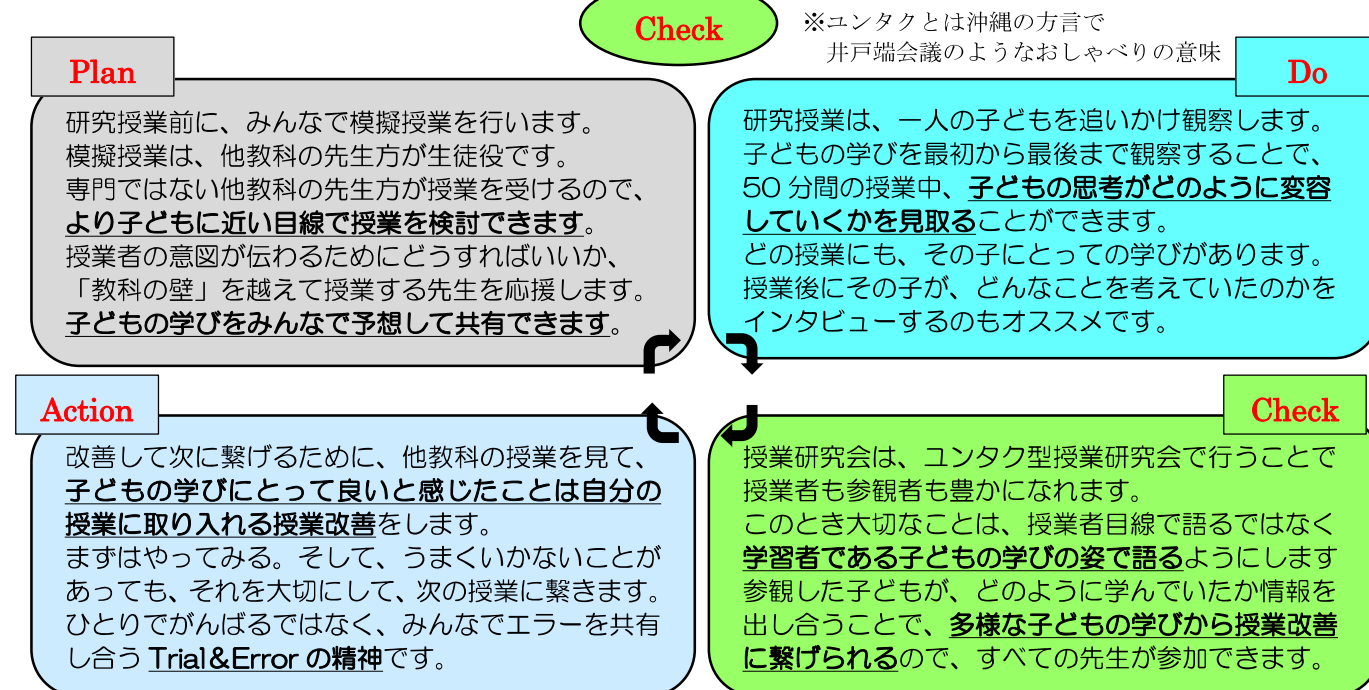 Check
※ユンタクとは沖縄の方言で
井戸端会議のようなおしゃべりの意味
Plan
研究授業前に、みんなで模擬授業を行います。
模擬授業は、他教科の先生方が生徒役です。
専門ではない他教科の先生方が授業を受けるので、
より子どもに近い目線で授業を検討できます。
授業者の意図が伝わるためにどうすればいいか、
「教科の壁」を越えて授業する先生を応援します。
子どもの学びをみんなで予想して共有できます。
Do
研究授業は、一人の子どもを追いかけ観察します。
子どもの学びを最初から最後まで観察することで、
50 分間の授業中、子どもの思考がどのように変容
していくかを見取ることができます。
どの授業にも、その子にとっての学びがあります。
授業後にその子が、どんなことを考えていたのかを
インタビューするのもオススメです。
Action
改善して次に繋げるために、他教科の授業を見て、
子どもの学びにとって良いと感じたことは自分の
授業に取り入れる授業改善をします。
まずはやってみる。そして、うまくいかないことが
あっても、それを大切にして、次の授業に繋きます。
ひとりでがんばるではなく、みんなでエラーを共有
し合う Trial&Error の精神です。
Check
授業研究会は、ユンタク型授業研究会で行うことで
授業者も参観者も豊かになれます。
このとき大切なことは、授業者目線で語るではなく
学習者である子どもの学びの姿で語るようにします
参観した子どもが、どのように学んでいたか情報を
出し合うことで、多様な子どもの学びから授業改善
に繋げられるので、すべての先生が参加できます。